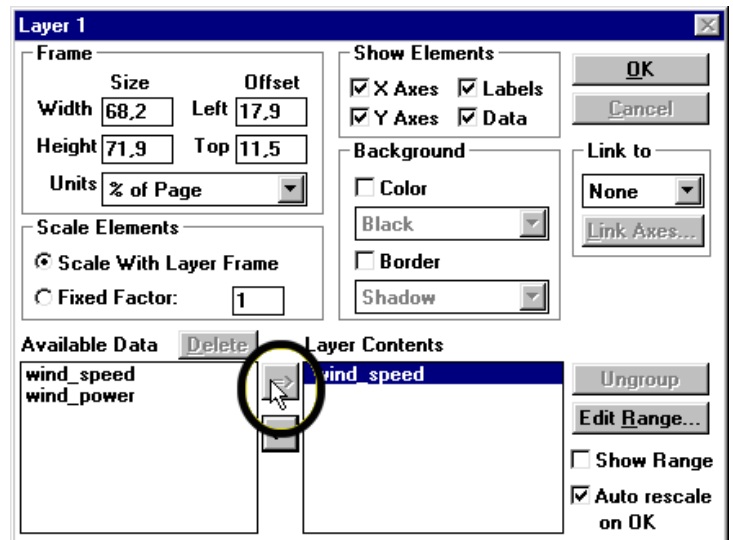 Layer 1
Frame
Size Offset
Width 68,2 Left 17,9
Height 71,9 Top 11,5
Units % of Page
Scale Elements
Scale With Layer Frame
Fixed Factor: 1
Show Elements
X Axes Labels
Y Axes Data
Background
Color
Black
Border
Shadow
OK
Cancel
Link to
None
Link Axes...
Available Data Delete
wind_speed
wind_power
=>
Layer Contents
wind_speed
Ungroup
Edit Range...
Show Range
Auto rescale
on OK